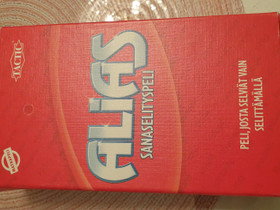 TACTIC
ALIAS
SANASELITYSPELI
PELI, JOSTA SELVIÄT VAIN
SELITTÄMÄLLÄ